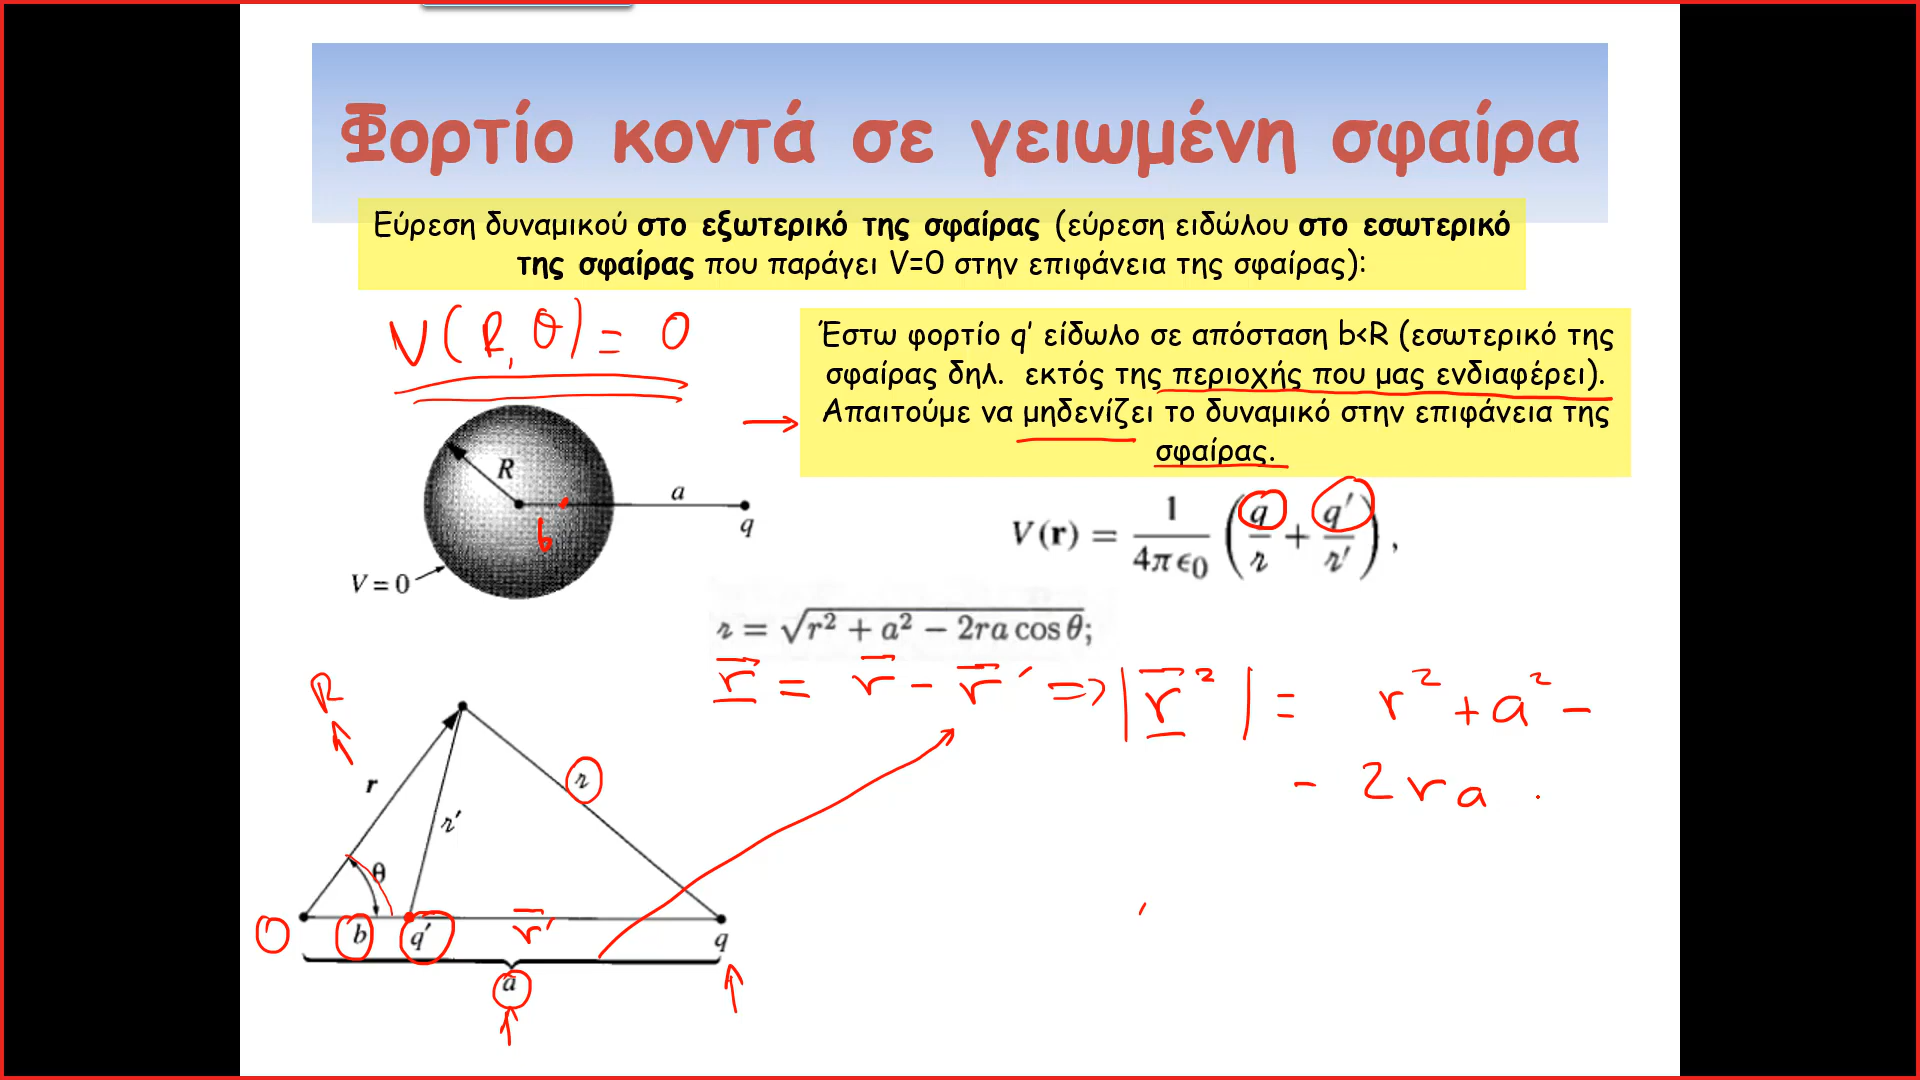 Φορτίο κοντά σε γειωμένη σφαίρα
Εύρεση δυναμικού στο εξωτερικό της σφαίρας (εύρεση ειδώλου στο εσωτερικό
της σφαίρας που παράγει V=0 στην επιφάνεια της σφαίρας):
V(R, θ) = 0
Έστω φορτίο q' είδωλο σε απόσταση b<R (εσωτερικό της
σφαίρας δηλ. εκτός της περιοχής που μας ενδιαφέρει).
Απαιτούμε να μηδενίζει το δυναμικό στην επιφάνεια της
σφαίρας.
R
a
b
q
V = 0
V(r) = 1/4πϵ0 (q/r + q'/r'),
r = √r² + a² − 2ra cos θ;
r = r − r' => |r²| = r² + a² −
− 2ra .
R
r
r'
r
θ
O
b
q'
r'
q
a